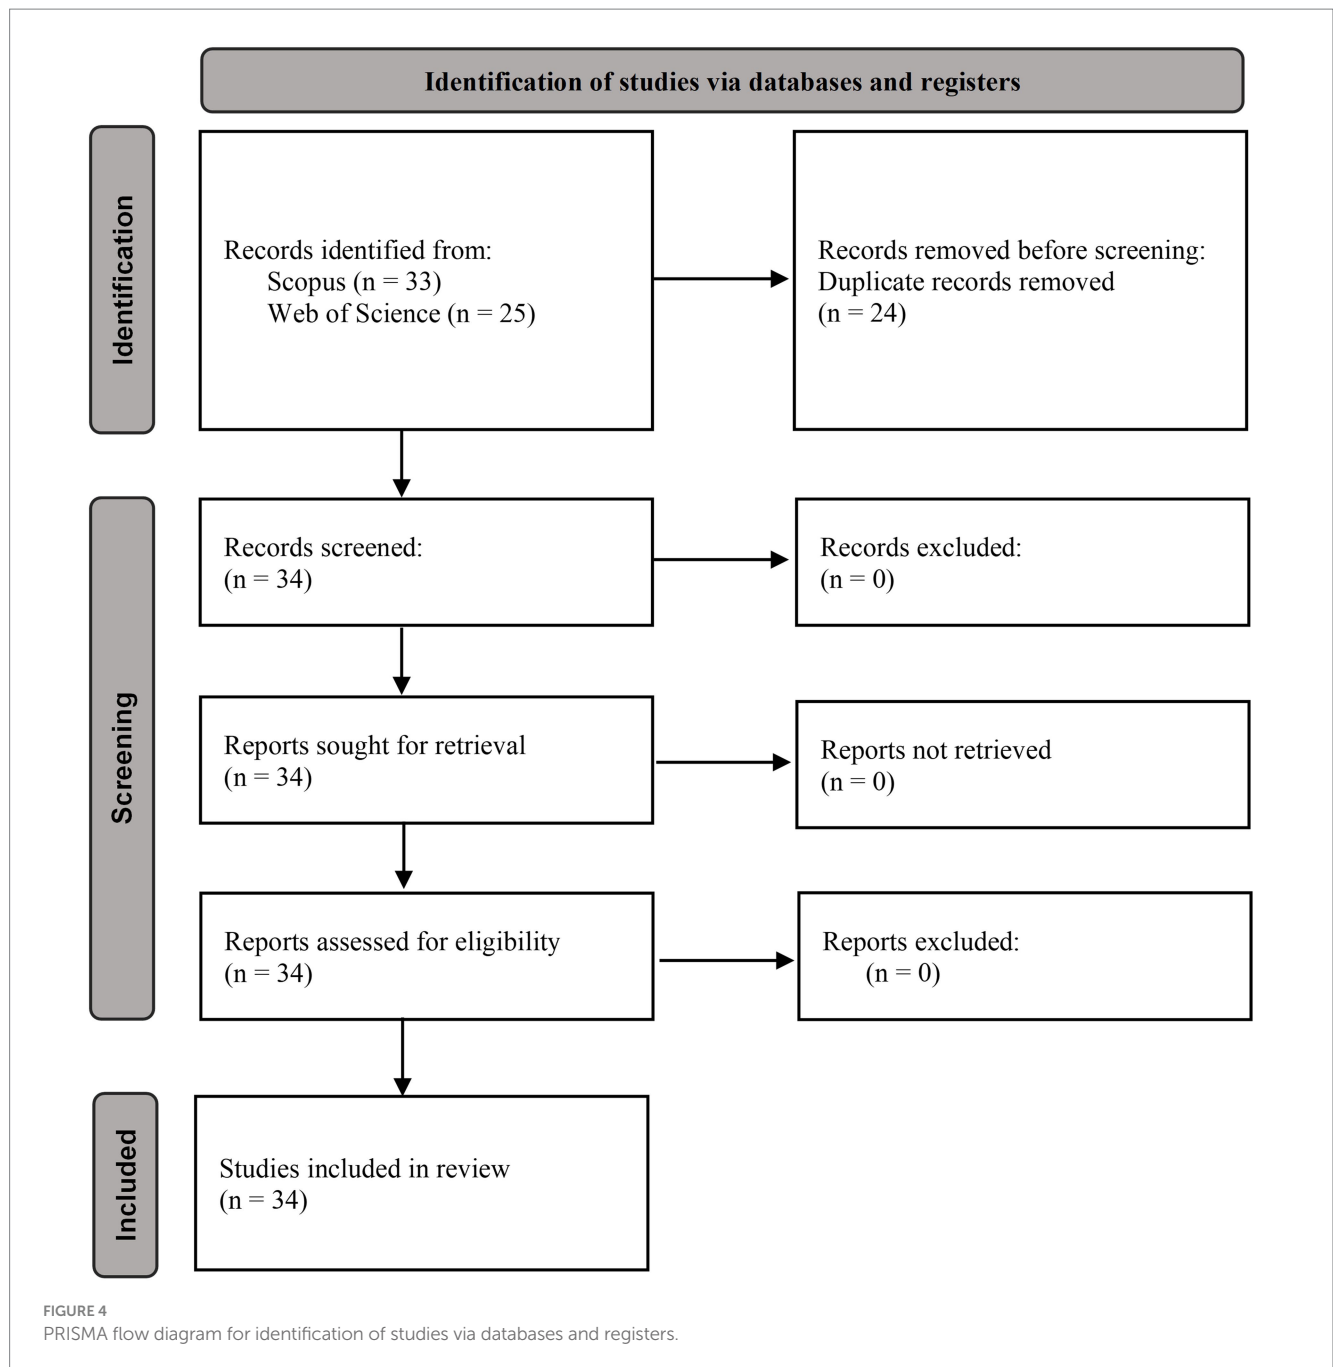 Identification of studies via databases and registers
Identification
Records identified from:
Scopus (n = 33)
Web of Science (n = 25)
Records removed before screening:
Duplicate records removed
(n = 24)
Screening
Records screened:
(n = 34)
Records excluded:
(n = 0)
Reports sought for retrieval
(n = 34)
Reports not retrieved
(n = 0)
Reports assessed for eligibility
(n = 34)
Reports excluded:
(n = 0)
Included
Studies included in review
(n = 34)
FIGURE 4
PRISMA flow diagram for identification of studies via databases and registers.